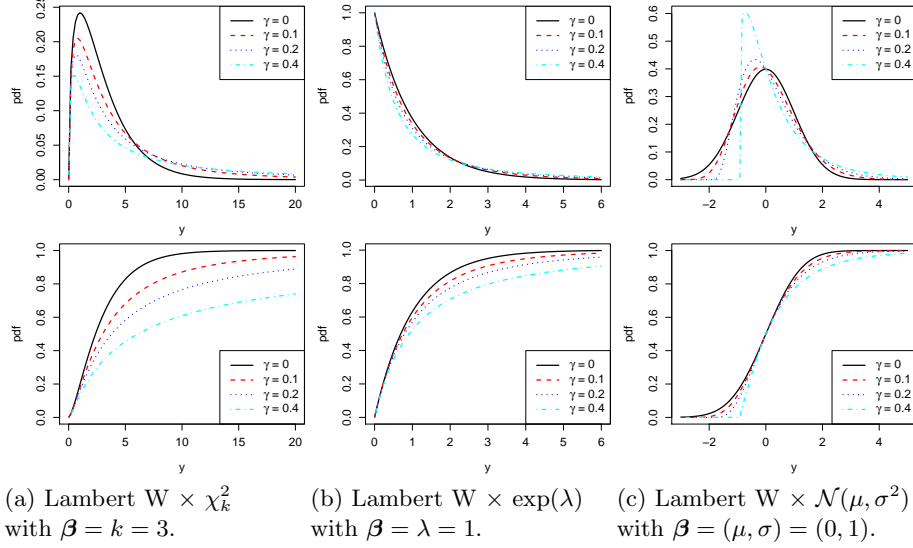 pdf
0.00 0.05 0.10 0.15 0.20 0.25
0 5 10 15 20
y
γ = 0
γ = 0.1
γ = 0.2
γ = 0.4
pdf
0.0 0.2 0.4 0.6 0.8 1.0
0 1 2 3 4 5 6
y
γ = 0
γ = 0.1
γ = 0.2
γ = 0.4
pdf
0.0 0.1 0.2 0.3 0.4 0.5 0.6
−2 0 2 4
y
γ = 0
γ = 0.1
γ = 0.2
γ = 0.4
pdf
0.0 0.2 0.4 0.6 0.8 1.0
0 5 10 15 20
y
γ = 0
γ = 0.1
γ = 0.2
γ = 0.4
pdf
0.0 0.2 0.4 0.6 0.8 1.0
0 1 2 3 4 5 6
y
γ = 0
γ = 0.1
γ = 0.2
γ = 0.4
pdf
0.0 0.2 0.4 0.6 0.8 1.0
−2 0 2 4
y
γ = 0
γ = 0.1
γ = 0.2
γ = 0.4
(a) Lambert W × χ²ₖ
with β = k = 3.
(b) Lambert W × exp(λ)
with β = λ = 1.
(c) Lambert W × 𝒩(μ, σ²)
with β = (μ, σ) = (0, 1).